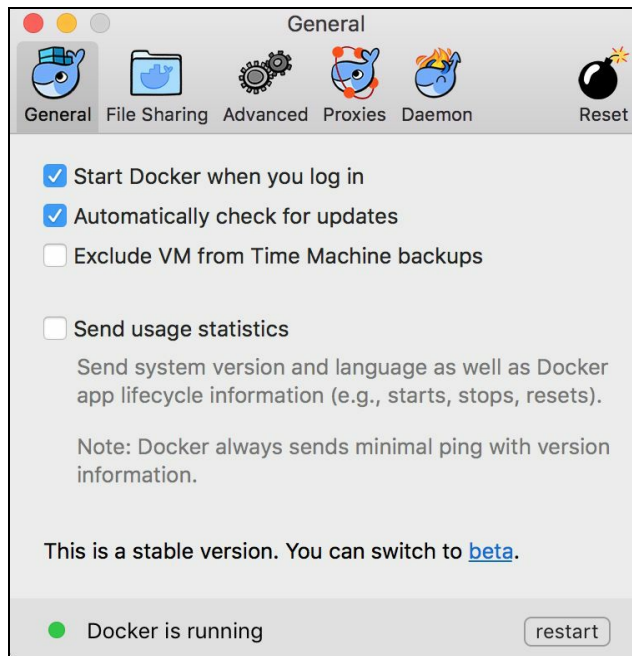 General
General File Sharing Advanced Proxies Daemon Reset
Start Docker when you log in
Automatically check for updates
Exclude VM from Time Machine backups
Send usage statistics
Send system version and language as well as Docker
app lifecycle information (e.g., starts, stops, resets).
Note: Docker always sends minimal ping with version
information.
This is a stable version. You can switch to beta.
Docker is running restart